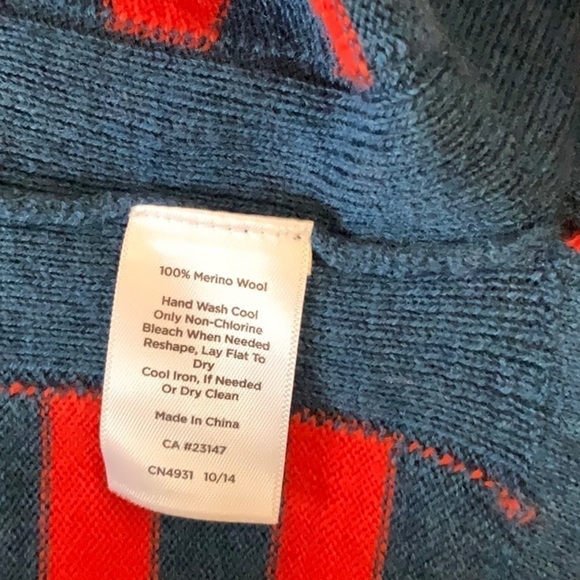 100% Merino Wool
Hand Wash Cool
Only Non-Chlorine
Bleach When Needed
Reshape, Lay Flat To
Dry
Cool Iron, If Needed
Or Dry Clean
Made In China
CA #23147
CN4931 10/14